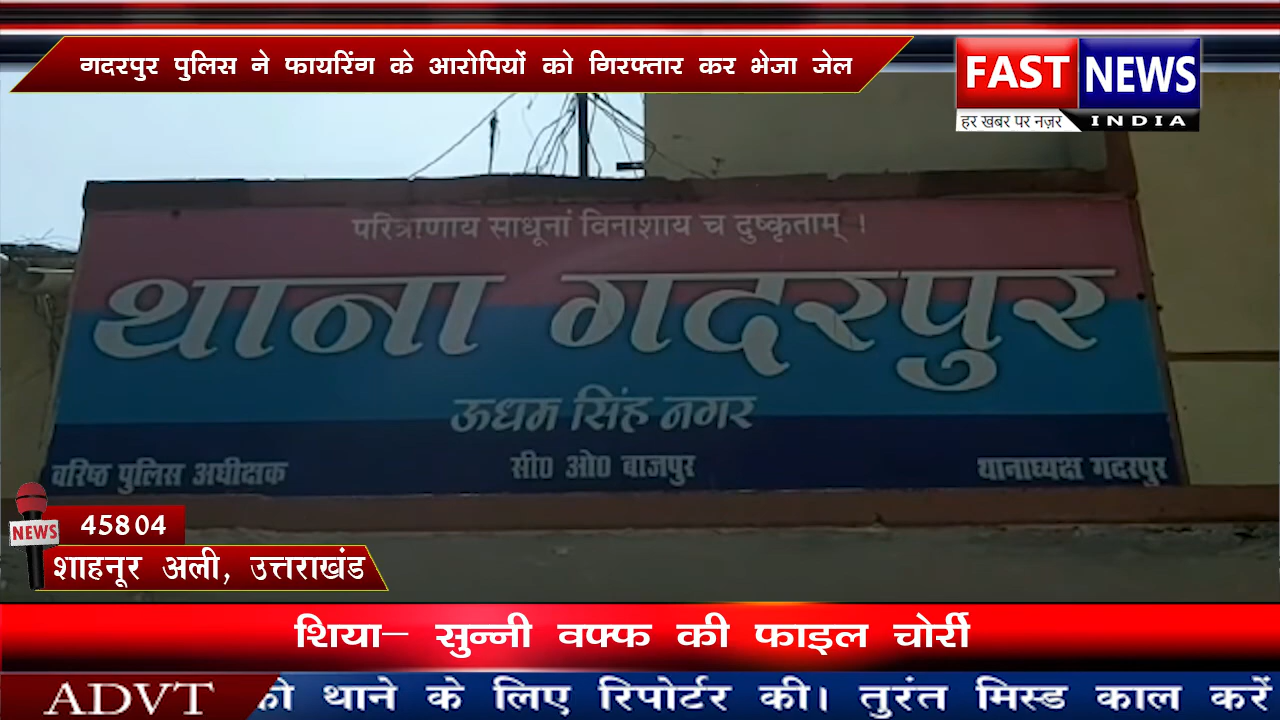 गदरपुर पुलिस ने फायरिंग के आरोपियों को गिरफ्तार कर भेजा जेल
FAST NEWS
हर खबर पर नज़र INDIA
परित्राणाय साधूनां विनाशाय च दुष्कृताम् ।
थाना गदरपुर
ऊधम सिंह नगर
वरिष्ठ पुलिस अधीक्षक सी0 ओ0 बाजपुर थानाध्यक्ष गदरपुर
NEWS 45804
शाहनूर अली, उत्तराखंड
शिया- सुन्नी वक्फ की फाइल चोर्री
ADVT को थाने के लिए रिपोर्टर की। तुरंत मिस्ड काल करें